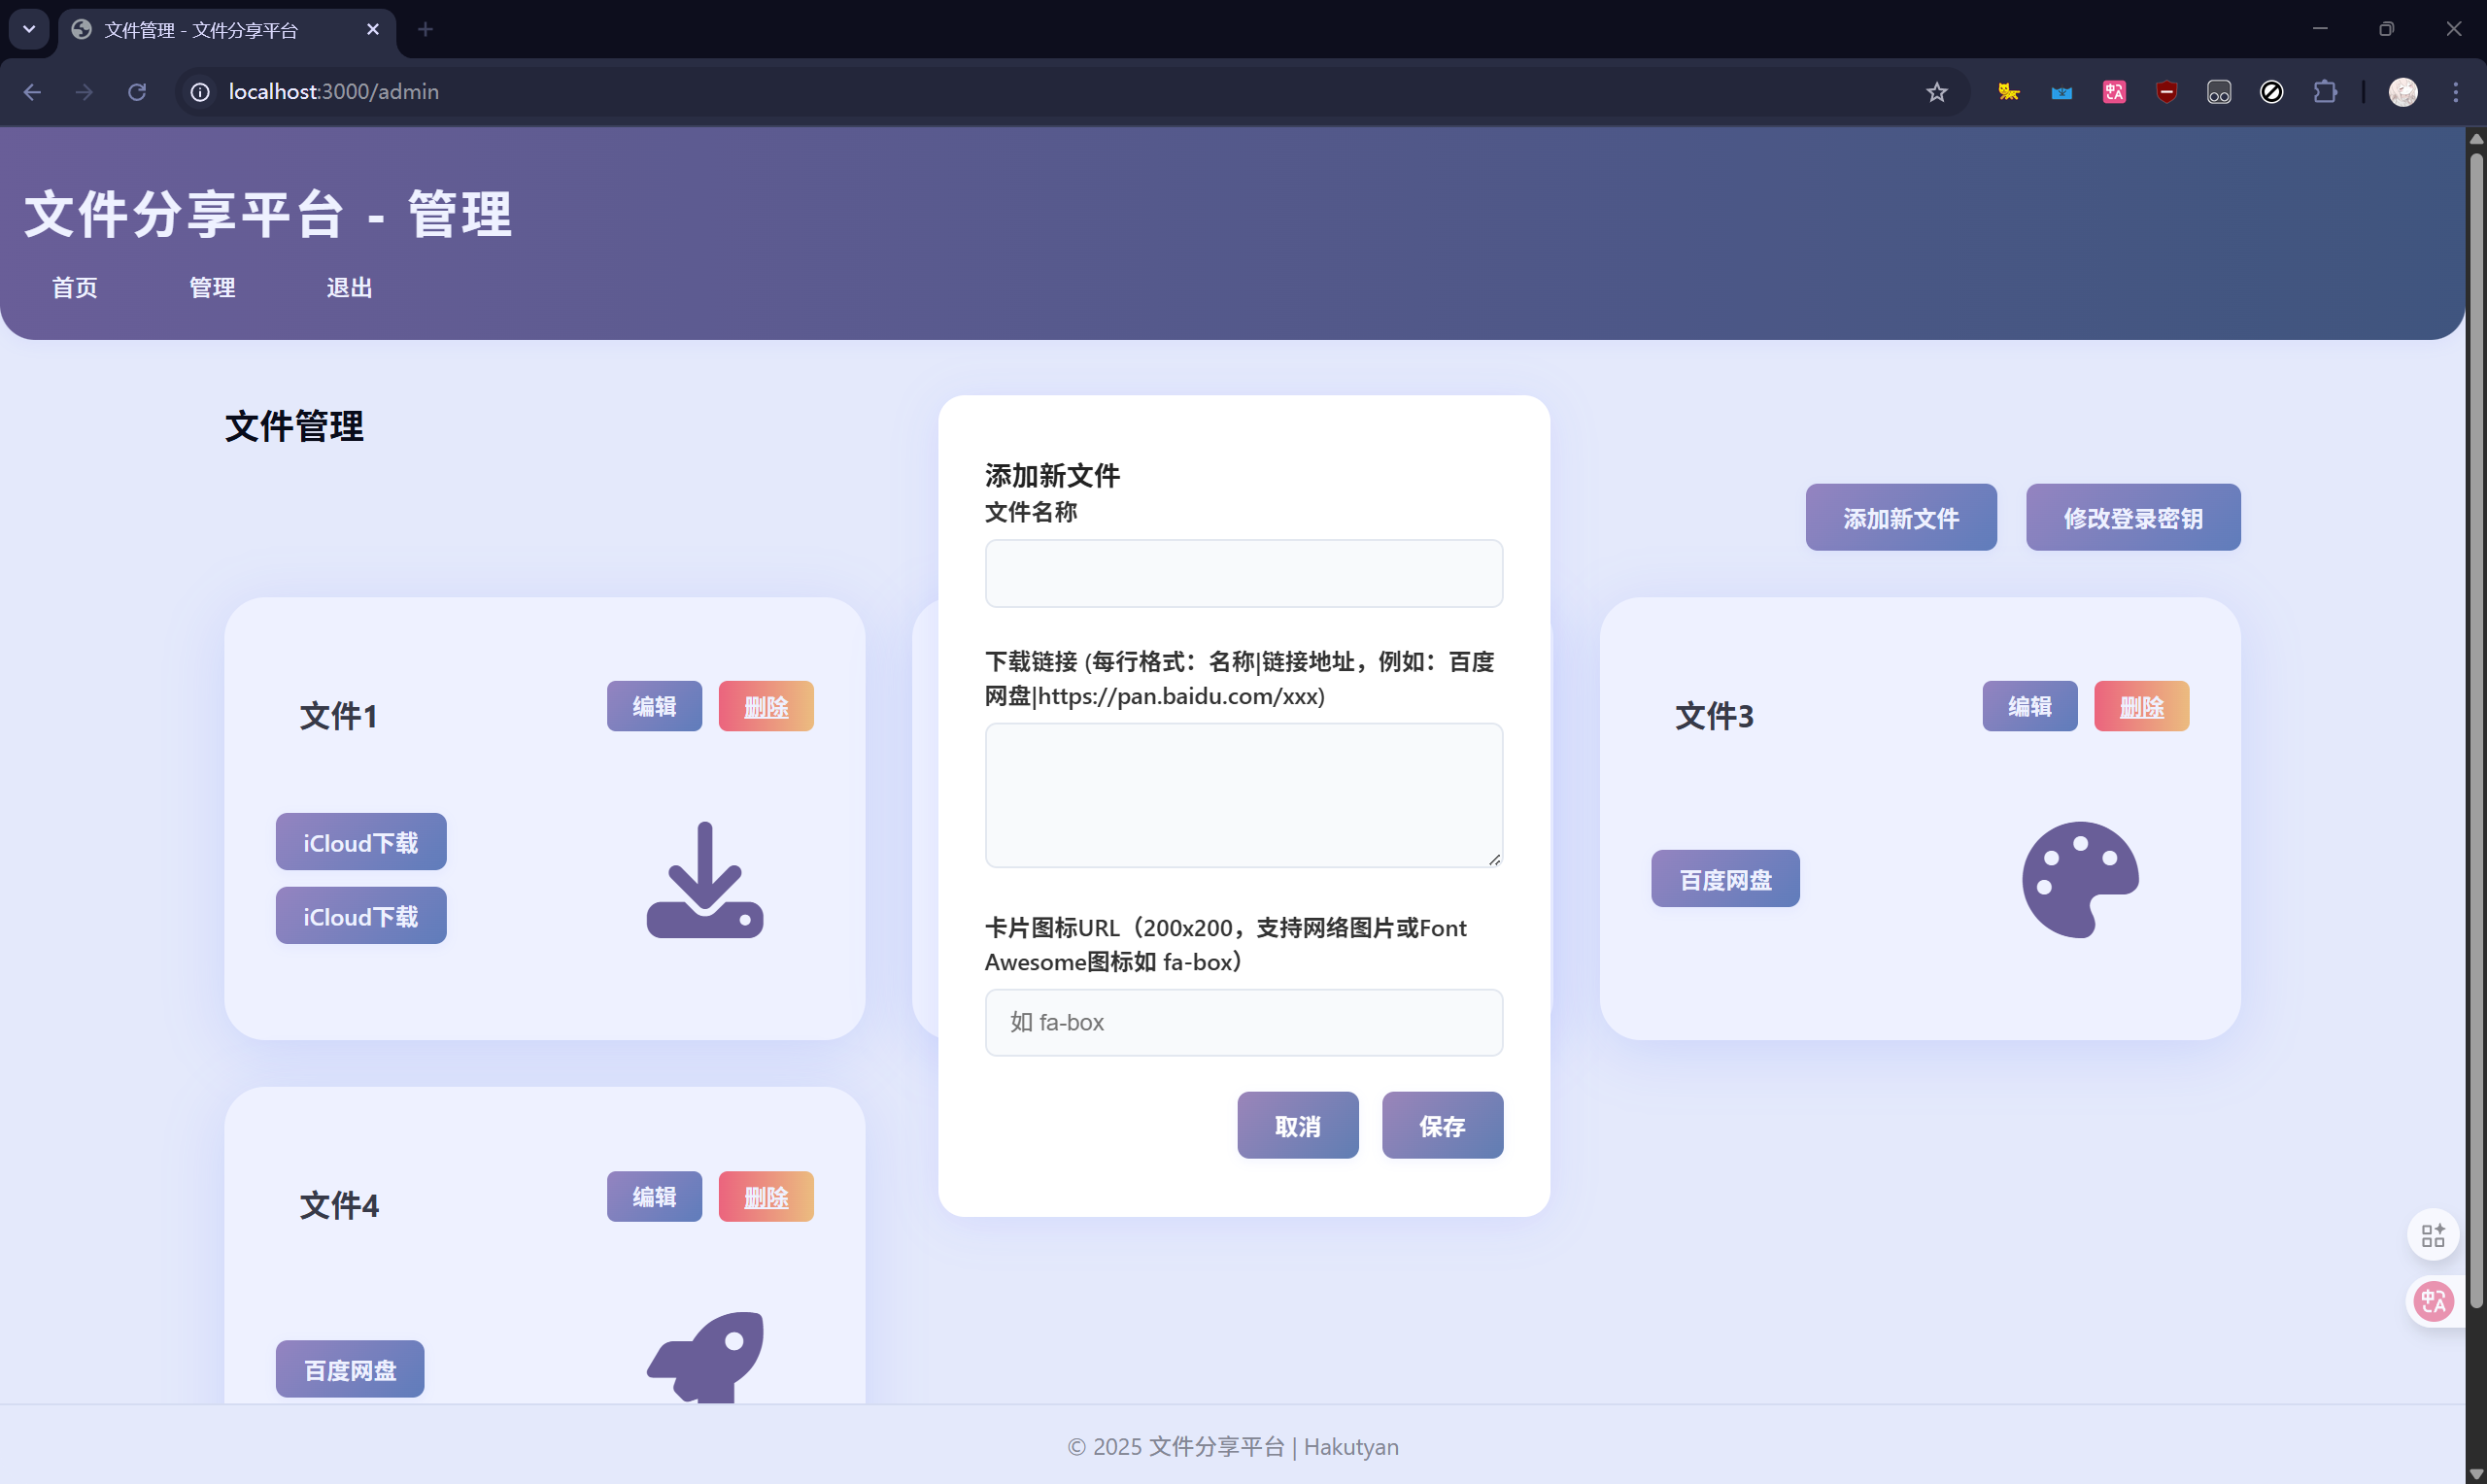 文件管理 - 文件分享平台
localhost:3000/admin
文件分享平台 - 管理
首页 管理 退出
文件管理
添加新文件 修改登录密钥
文件1
编辑 删除
iCloud下载
iCloud下载
添加新文件
文件名称
下载链接 (每行格式：名称|链接地址，例如：百度
网盘|https://pan.baidu.com/xxx)
卡片图标URL（200x200，支持网络图片或Font
Awesome图标如 fa-box）
如 fa-box
取消 保存
文件3
编辑 删除
百度网盘
文件4
编辑 删除
百度网盘
© 2025 文件分享平台 | Hakutyan